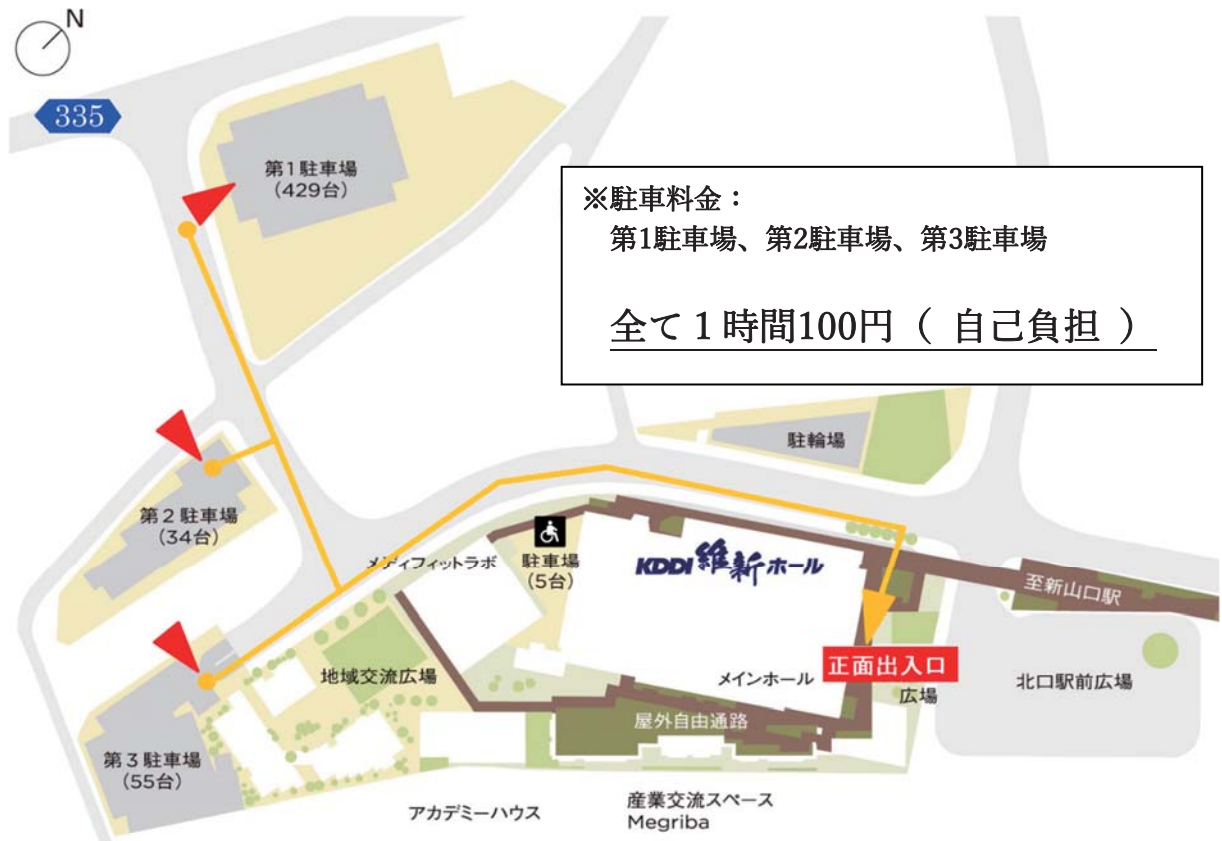 N
335
第1駐車場
(429台)
※駐車料金：
第1駐車場、第2駐車場、第3駐車場
全て１時間100円（ 自己負担 ）
駐輪場
第２駐車場
(34台)
メディフィットラボ
駐車場
(5台)
KDDI維新ホール
至新山口駅
地域交流広場
メインホール
正面出入口
広場
北口駅前広場
屋外自由通路
第３駐車場
(55台)
アカデミーハウス
産業交流スペース
Megriba